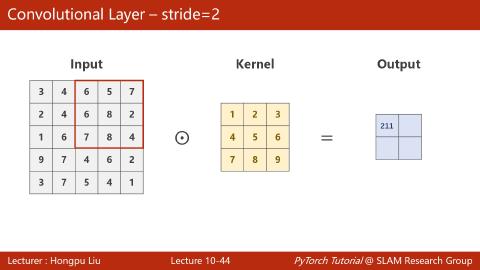 Convolutional Layer – stride=2
Input Kernel Output
3 4 6 5 7
2 4 6 8 2
1 6 7 8 4
9 7 4 6 2
3 7 5 4 1
⊙
1 2 3
4 5 6
7 8 9
=
211
Lecturer : Hongpu Liu Lecture 10-44 PyTorch Tutorial @ SLAM Research Group